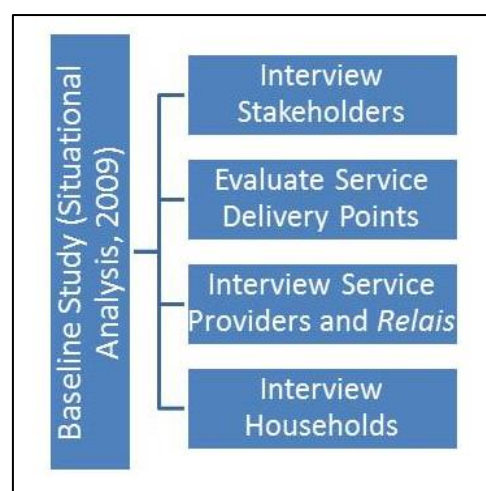 Baseline Study (Situational
Analysis, 2009)
Interview
Stakeholders
Evaluate Service
Delivery Points
Interview Service
Providers and Relais
Interview
Households